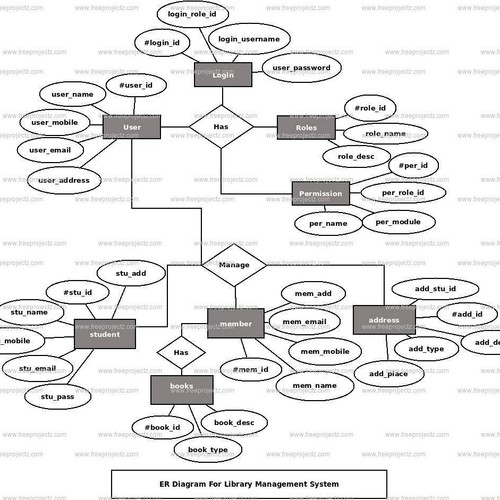 login_role_id
#login_id
login_username
Login
user_password
user_name
#user_id
user_mobile
User
Has
Roles
#role_id
role_name
user_email
role_desc
#per_id
user_address
Permission
per_role_id
per_name
per_module
Manage
stu_add
#stu_id
stu_name
_mobile
student
stu_email
stu_pass
mem_add
member
mem_email
mem_mobile
#mem_id
mem_name
add_stu_id
address
#add_id
add_type
add_place
Has
books
#book_id
book_desc
book_type
ER Diagram For Library Management System
www.freeprojectz.com